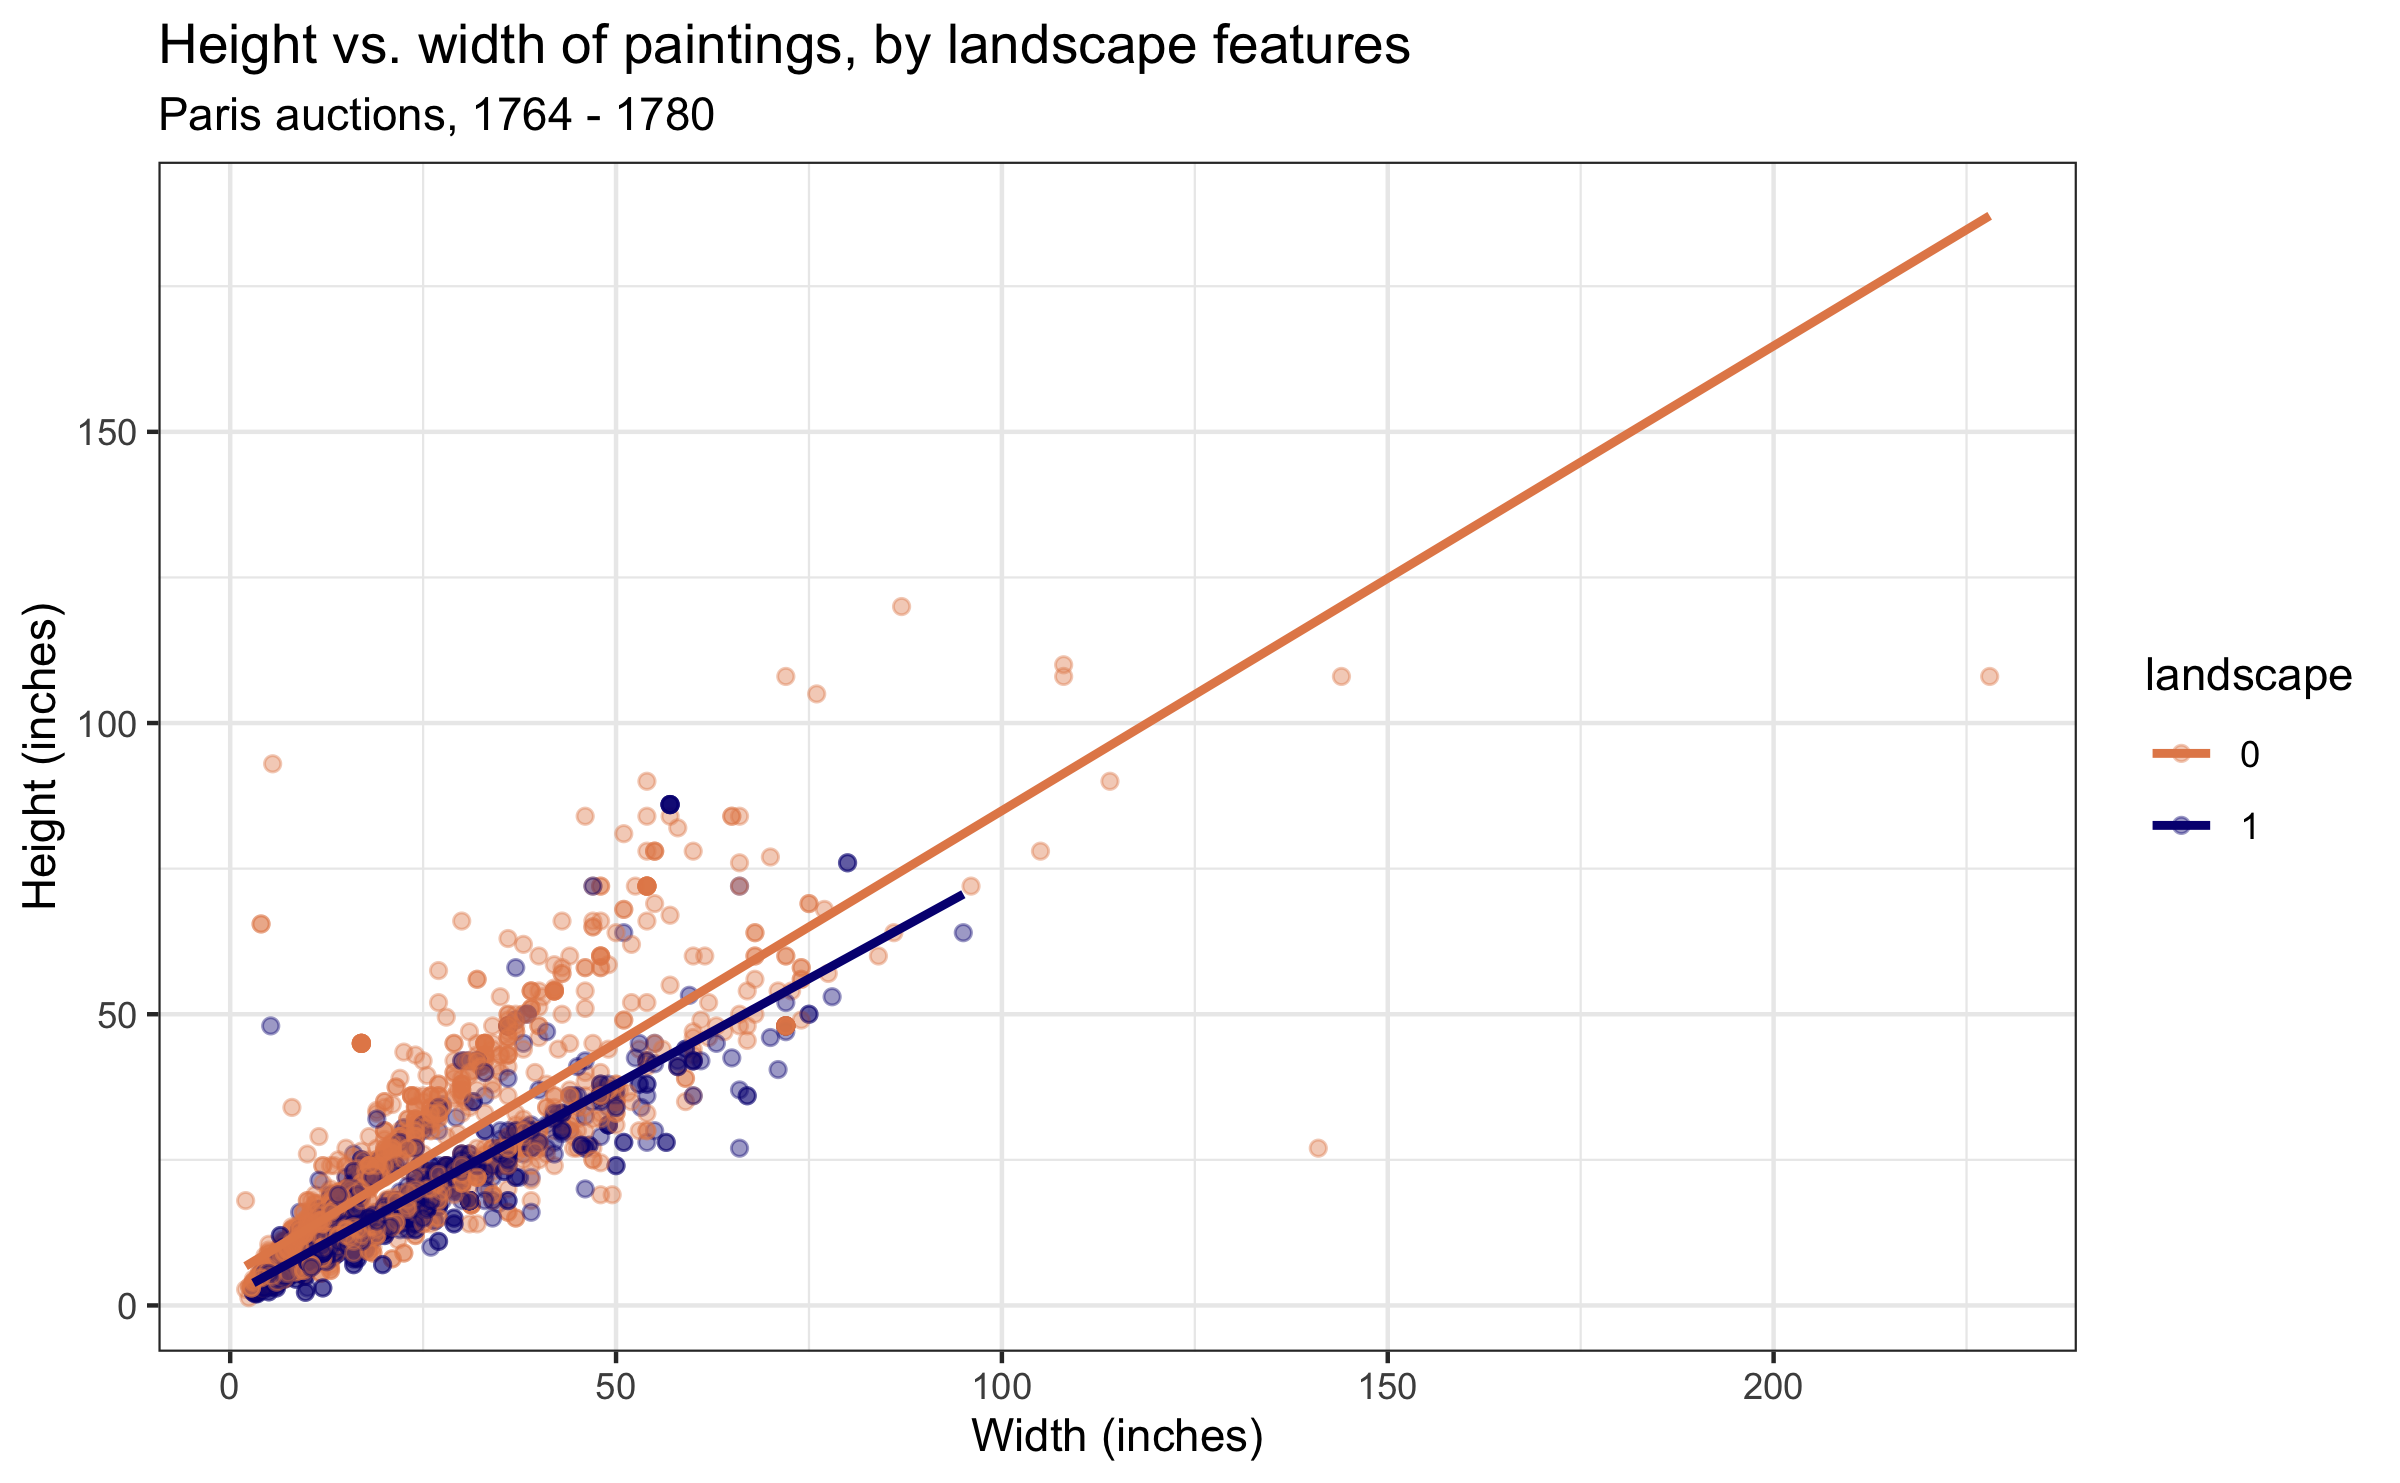 Height vs. width of paintings, by landscape features
Paris auctions, 1764 - 1780
Height (inches)
150
100
50
0
0 50 100 150 200
Width (inches)
landscape
0
1